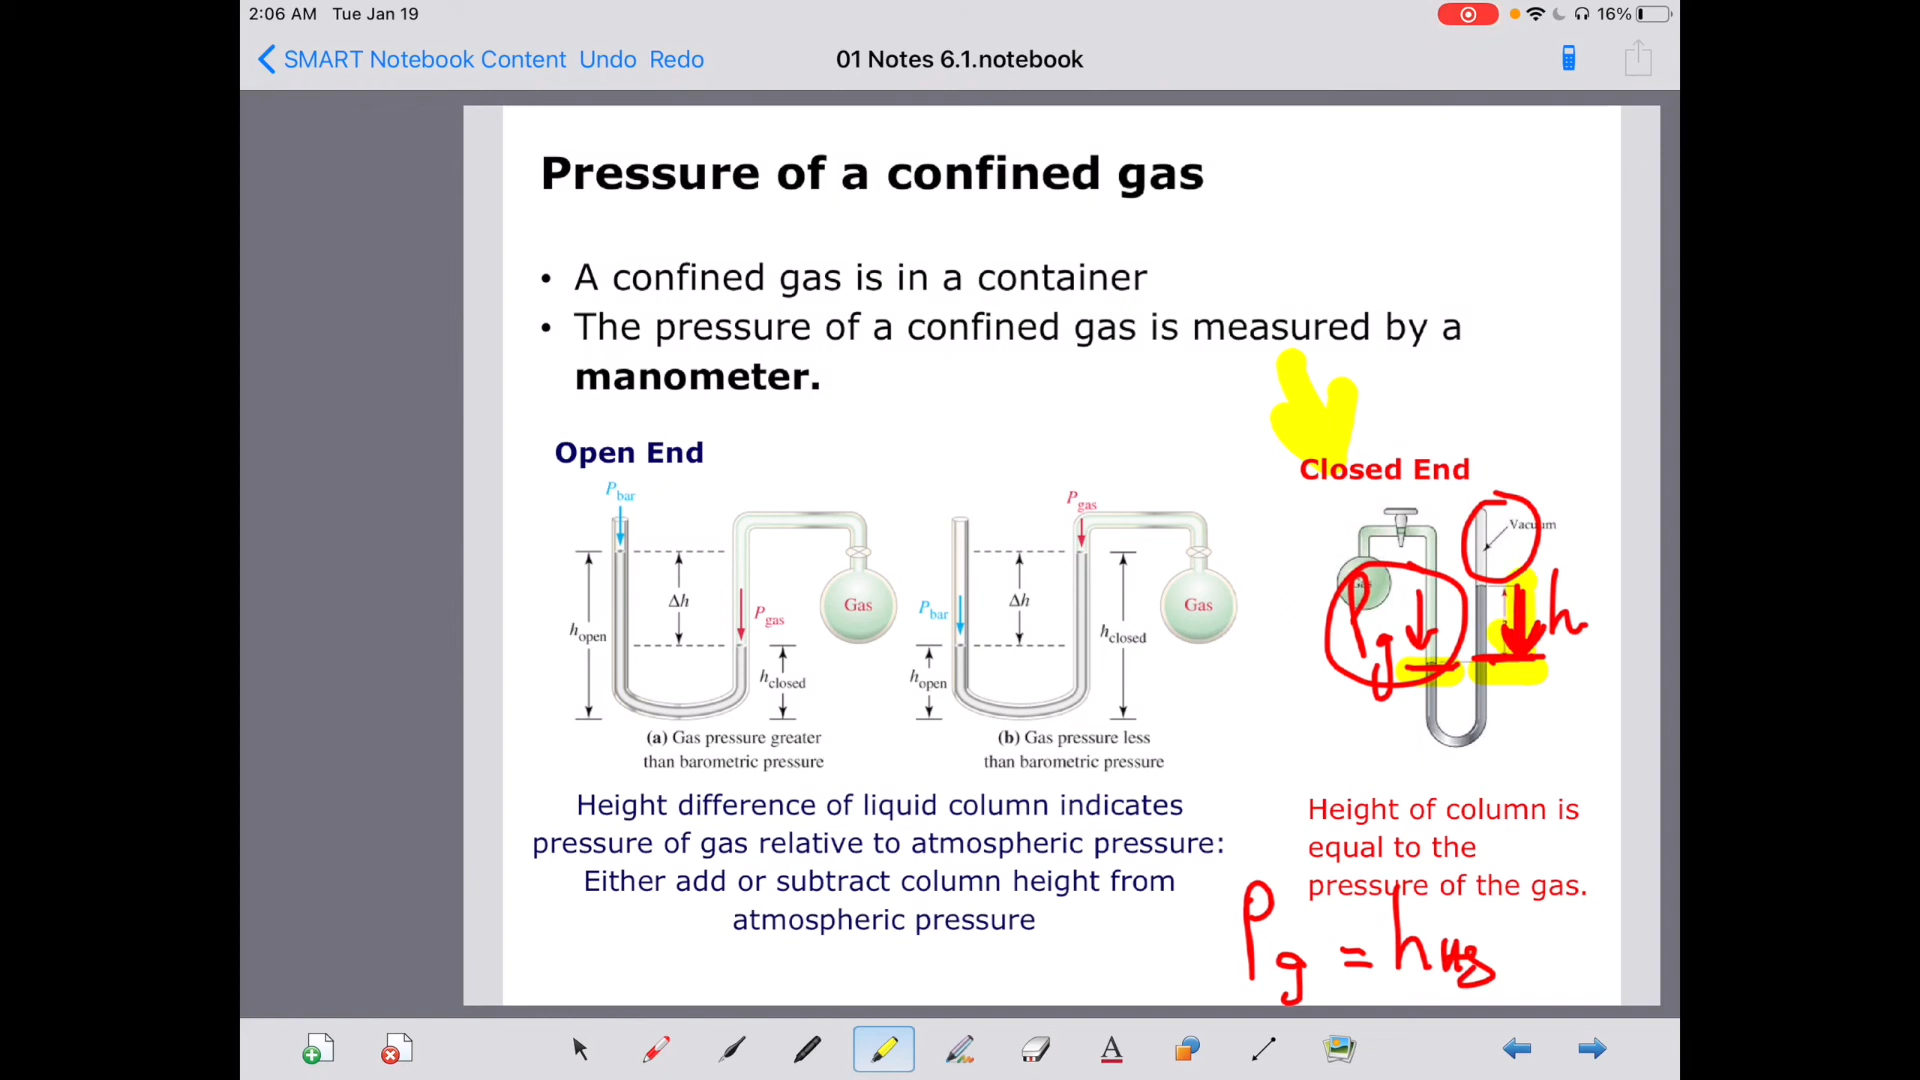 2:06 AM Tue Jan 19
16%
SMART Notebook Content Undo Redo
01 Notes 6.1.notebook
Pressure of a confined gas
• A confined gas is in a container
• The pressure of a confined gas is measured by a
manometer.
Open End
Closed End
Pbar
Pgas
Vacuum
Δh
Pgas
Gas
hopen
hclosed
Pbar
Δh
hclosed
Gas
hopen
Pg
h
(a) Gas pressure greater
than barometric pressure
(b) Gas pressure less
than barometric pressure
Height difference of liquid column indicates
pressure of gas relative to atmospheric pressure:
Either add or subtract column height from
atmospheric pressure
Height of column is
equal to the
pressure of the gas.
Pg = hHg
A